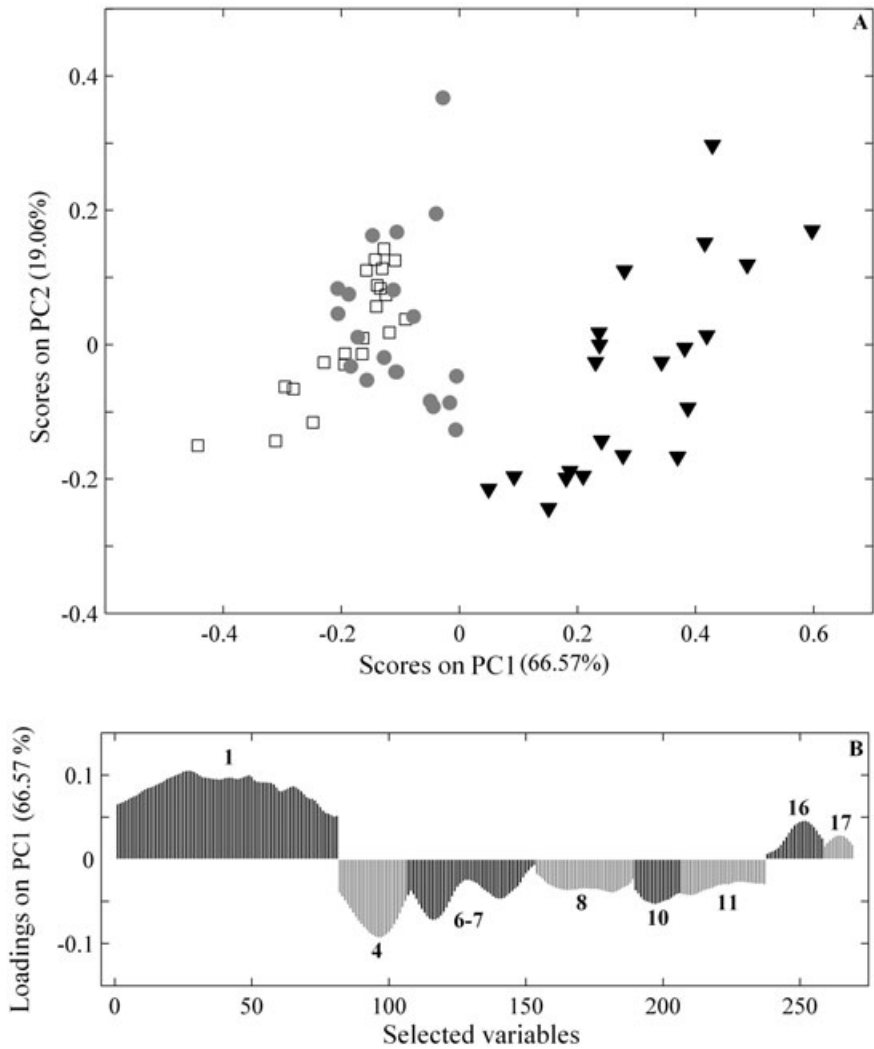 A
0.4
0.2
0
-0.2
-0.4
Scores on PC2 (19.06%)
-0.4 -0.2 0 0.2 0.4 0.6
Scores on PC1 (66.57%)
B
Loadings on PC1 (66.57 %)
0.1
0
-0.1
1
4
6-7
8
10
11
16
17
0 50 100 150 200 250
Selected variables